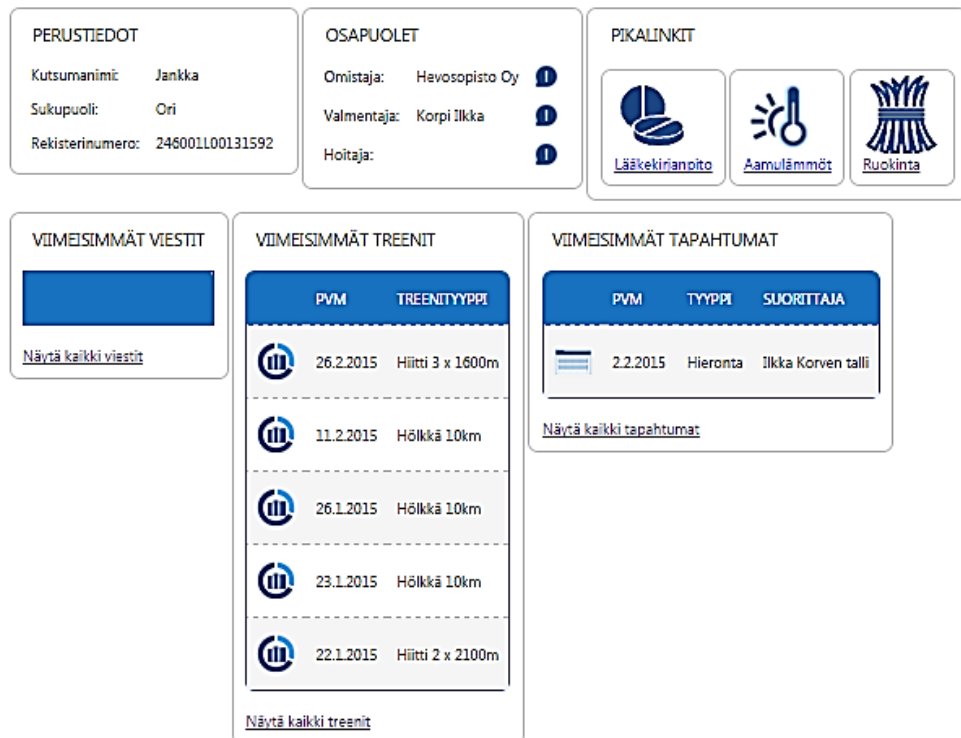 PERUSTIEDOT
Kutsumanimi: Jankka
Sukupuoli: Ori
Rekisterinumero: 246001L00131592
OSAPUOLET
Omistaja: Hevosopisto Oy
Valmentaja: Korpi Ilkka
Hoitaja:
PIKALINKIT
Lääkekirjanpito Aamulämmöt Ruokinta
VIIMEISIMMÄT VIESTIT
Näytä kaikki viestit
VIIMEISIMMÄT TREENIT
PVM TREENITYYPPI
26.2.2015 Hiitti 3 x 1600m
11.2.2015 Hölkkä 10km
26.1.2015 Hölkkä 10km
23.1.2015 Hölkkä 10km
22.1.2015 Hiitti 2 x 2100m
Näytä kaikki treenit
VIIMEISIMMÄT TAPAHTUMAT
PVM TYYPPI SUORITTAJA
2.2.2015 Hieronta Ilkka Korven talli
Näytä kaikki tapahtumat